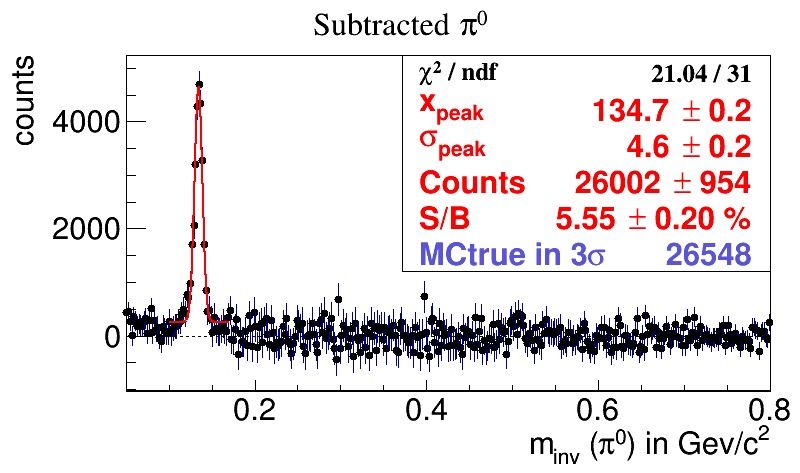 Subtracted π⁰
counts
4000
2000
0
χ² / ndf 21.04 / 31
x_peak 134.7 ± 0.2
σ_peak 4.6 ± 0.2
Counts 26002 ± 954
S/B 5.55 ± 0.20 %
MCtrue in 3σ 26548
0.2 0.4 0.6 0.8
m_inv (π⁰) in Gev/c²